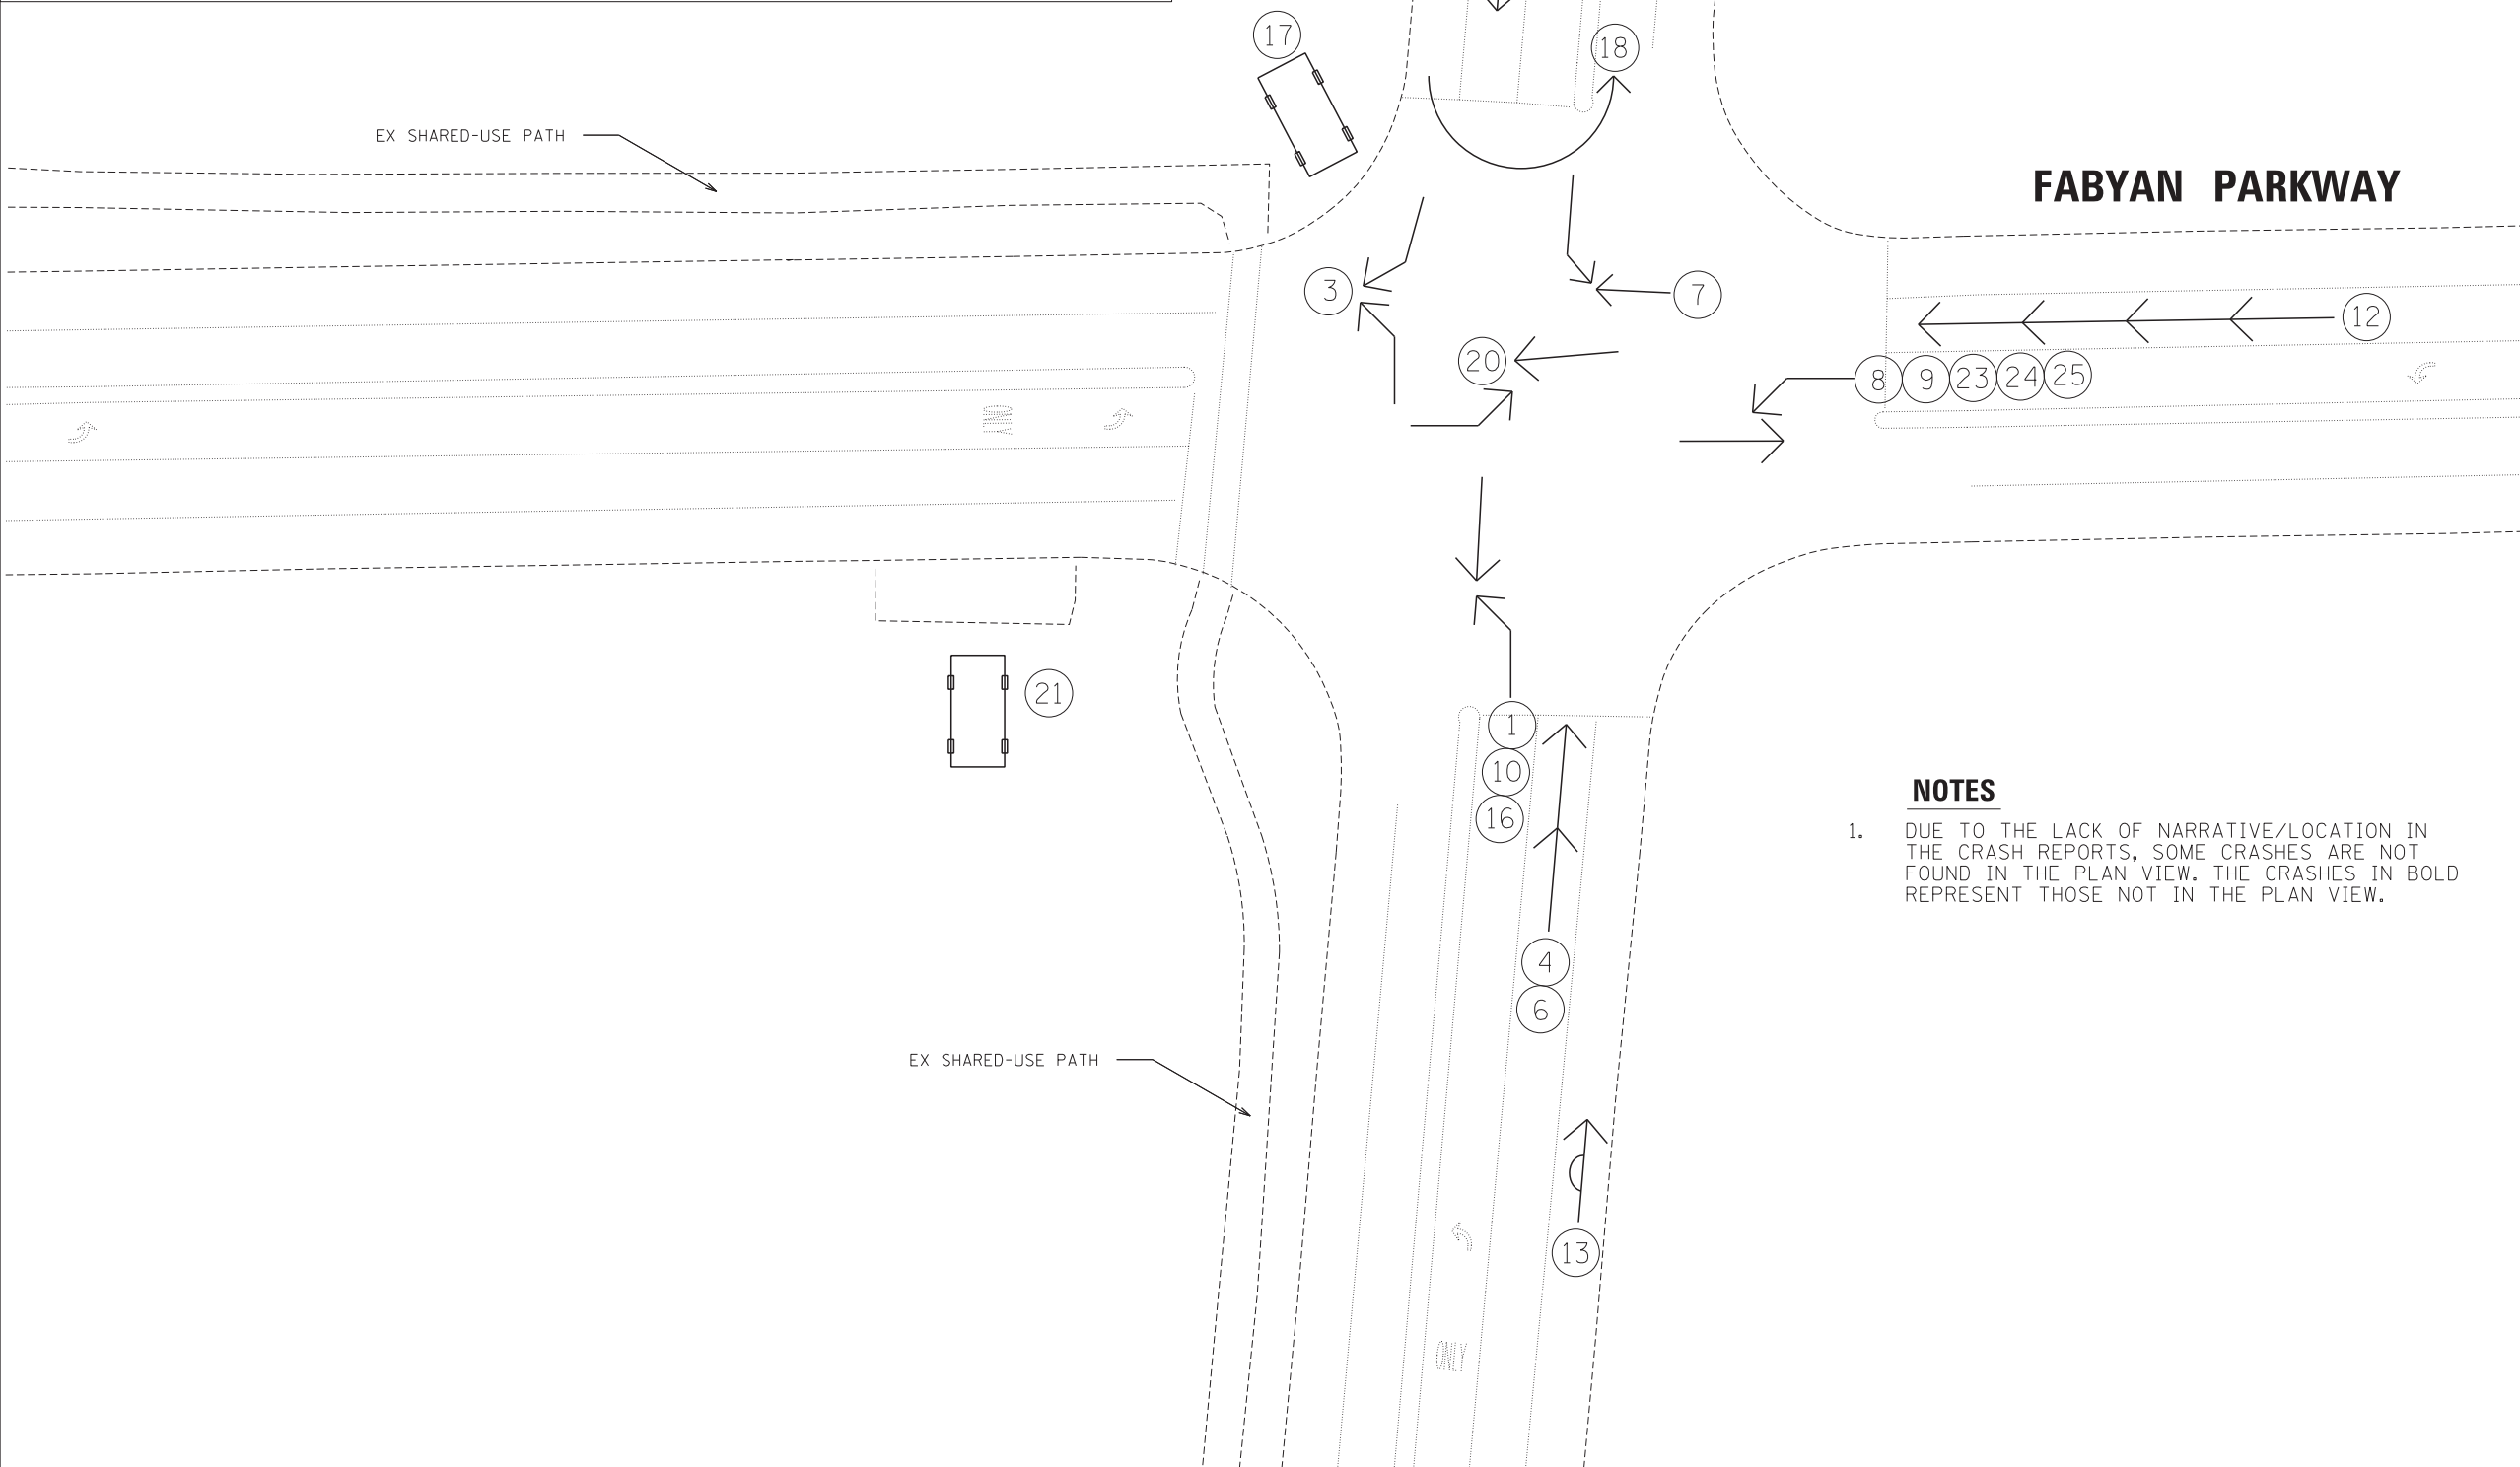 17
18
EX SHARED-USE PATH
FABYAN PARKWAY
3
7
12
20
8 9 23 24 25
ONLY
21
1
10
16
NOTES
1. DUE TO THE LACK OF NARRATIVE/LOCATION IN
THE CRASH REPORTS, SOME CRASHES ARE NOT
FOUND IN THE PLAN VIEW. THE CRASHES IN BOLD
REPRESENT THOSE NOT IN THE PLAN VIEW.
4
6
EX SHARED-USE PATH
13
ONLY